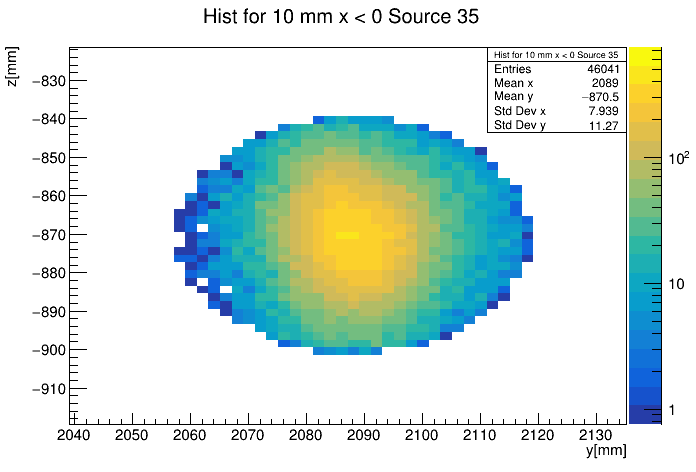 Hist for 10 mm x < 0 Source 35
z[mm]
Hist for 10 mm x < 0 Source 35
Entries 46041
Mean x 2089
Mean y −870.5
Std Dev x 7.939
Std Dev y 11.27
−830
−840
−850
−860
−870
−880
−890
−900
−910
10²
10
1
2040 2050 2060 2070 2080 2090 2100 2110 2120 2130
y[mm]